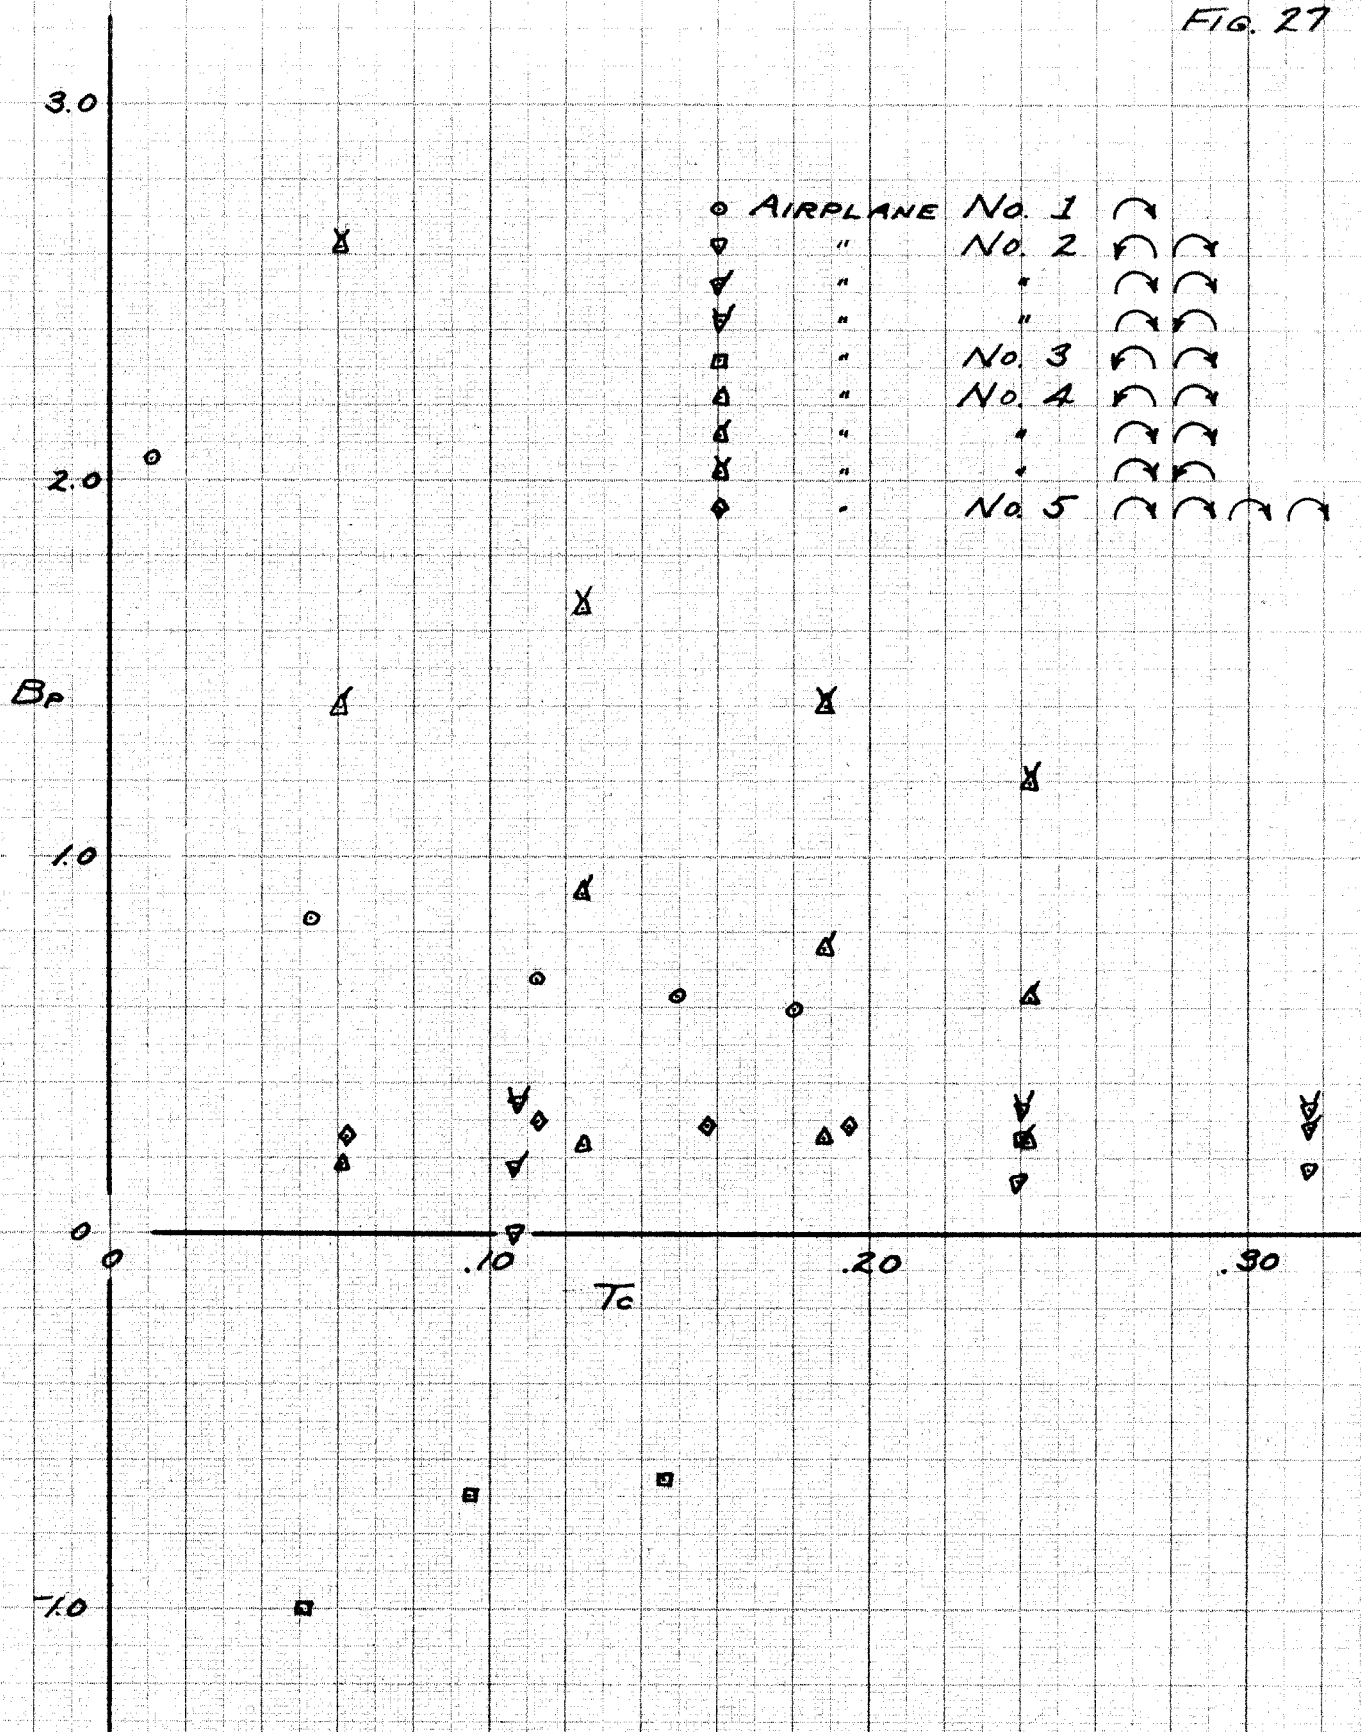 FIG. 27
3.0
AIRPLANE No. 1
" No. 2
" "
" "
" No. 3
" No. 4
" "
" "
" No. 5
2.0
BP
1.0
0
0 .10 .20 .30
Tc
-1.0